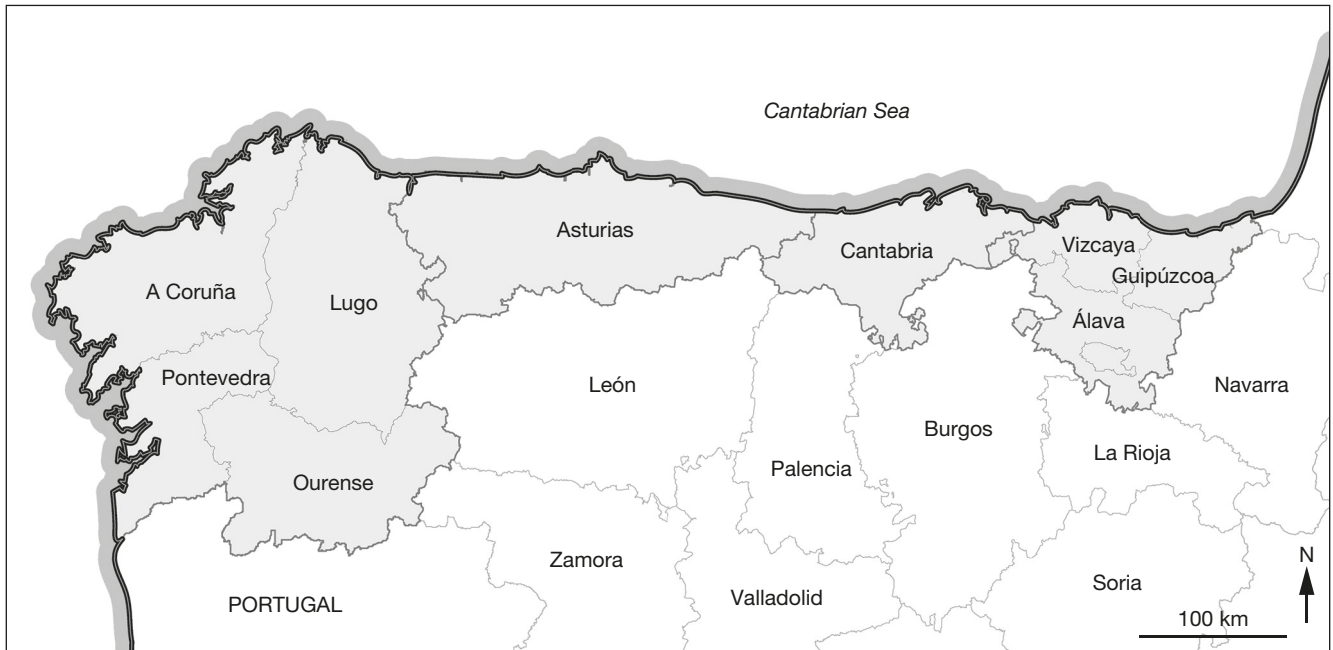 Cantabrian Sea
Asturias
Vizcaya
Cantabria
Guipúzcoa
A Coruña
Lugo
Álava
Pontevedra
León
Navarra
Burgos
La Rioja
Palencia
Ourense
Zamora
N
Soria
Valladolid
PORTUGAL
100 km